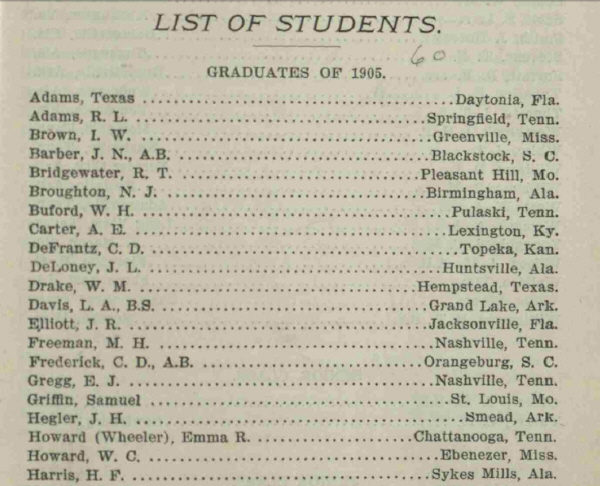 LIST OF STUDENTS.
60
GRADUATES OF 1905.
Adams, Texas ........................................Daytonia, Fla.
Adams, R. L. ........................................Springfield, Tenn.
Brown, I. W. ........................................Greenville, Miss.
Barber, J. N., A.B. ........................................Blackstock, S. C.
Bridgewater, R. T. ........................................Pleasant Hill, Mo.
Broughton, N. J. ........................................Birmingham, Ala.
Buford, W. H. ........................................Pulaski, Tenn.
Carter, A. E. ........................................Lexington, Ky.
DeFrantz, C. D. ........................................Topeka, Kan.
DeLoney, J. L. ........................................Huntsville, Ala.
Drake, W. M. ........................................Hempstead, Texas.
Davis, L. A., B.S. ........................................Grand Lake, Ark.
Elliott, J. R. ........................................Jacksonville, Fla.
Freeman, M. H. ........................................Nashville, Tenn.
Frederick, C. D., A.B. ........................................Orangeburg, S. C.
Gregg, E. J. ........................................Nashville, Tenn.
Griffin, Samuel ........................................St. Louis, Mo.
Hegler, J. H. ........................................Smead, Ark.
Howard (Wheeler), Emma R. ........................................Chattanooga, Tenn.
Howard, W. C. ........................................Ebenezer, Miss.
Harris, H. F. ........................................Sykes Mills, Ala.